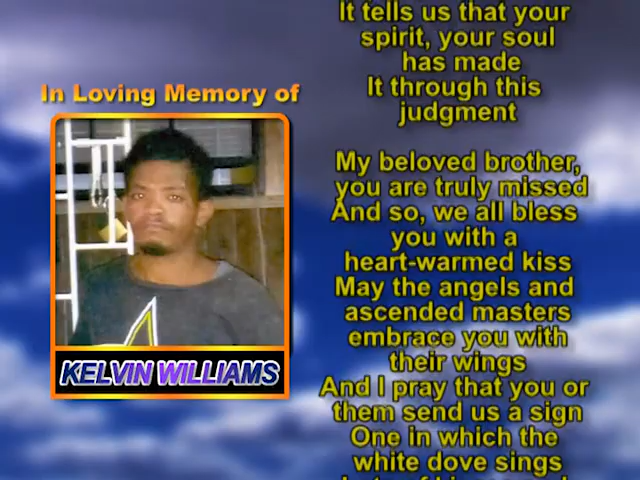 In Loving Memory of
KELVIN WILLIAMS
It tells us that your
spirit, your soul
has made
It through this
judgment
My beloved brother,
you are truly missed
And so, we all bless
you with a
heart-warmed kiss
May the angels and
ascended masters
embrace you with
their wings
And I pray that you or
them send us a sign
One in which the
white dove sings